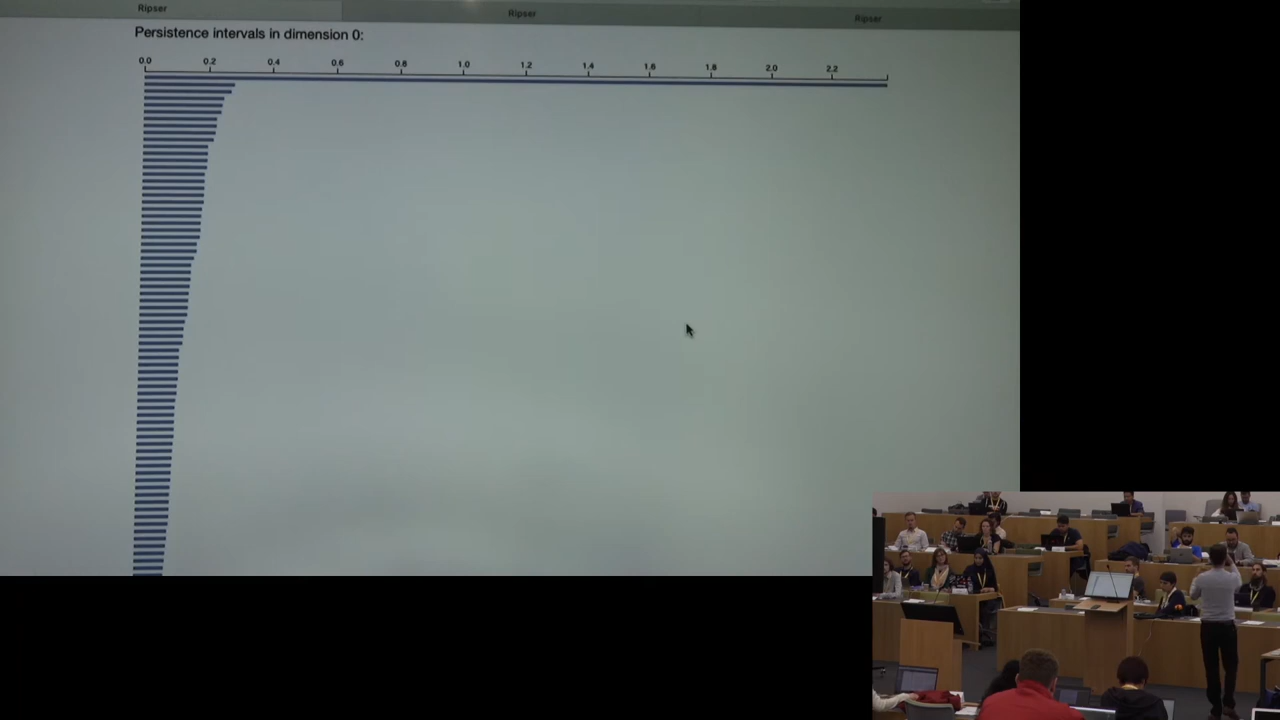 Ripser
Ripser
Ripser
Persistence intervals in dimension 0:
0.0 0.2 0.4 0.6 0.8 1.0 1.2 1.4 1.6 1.8 2.0 2.2